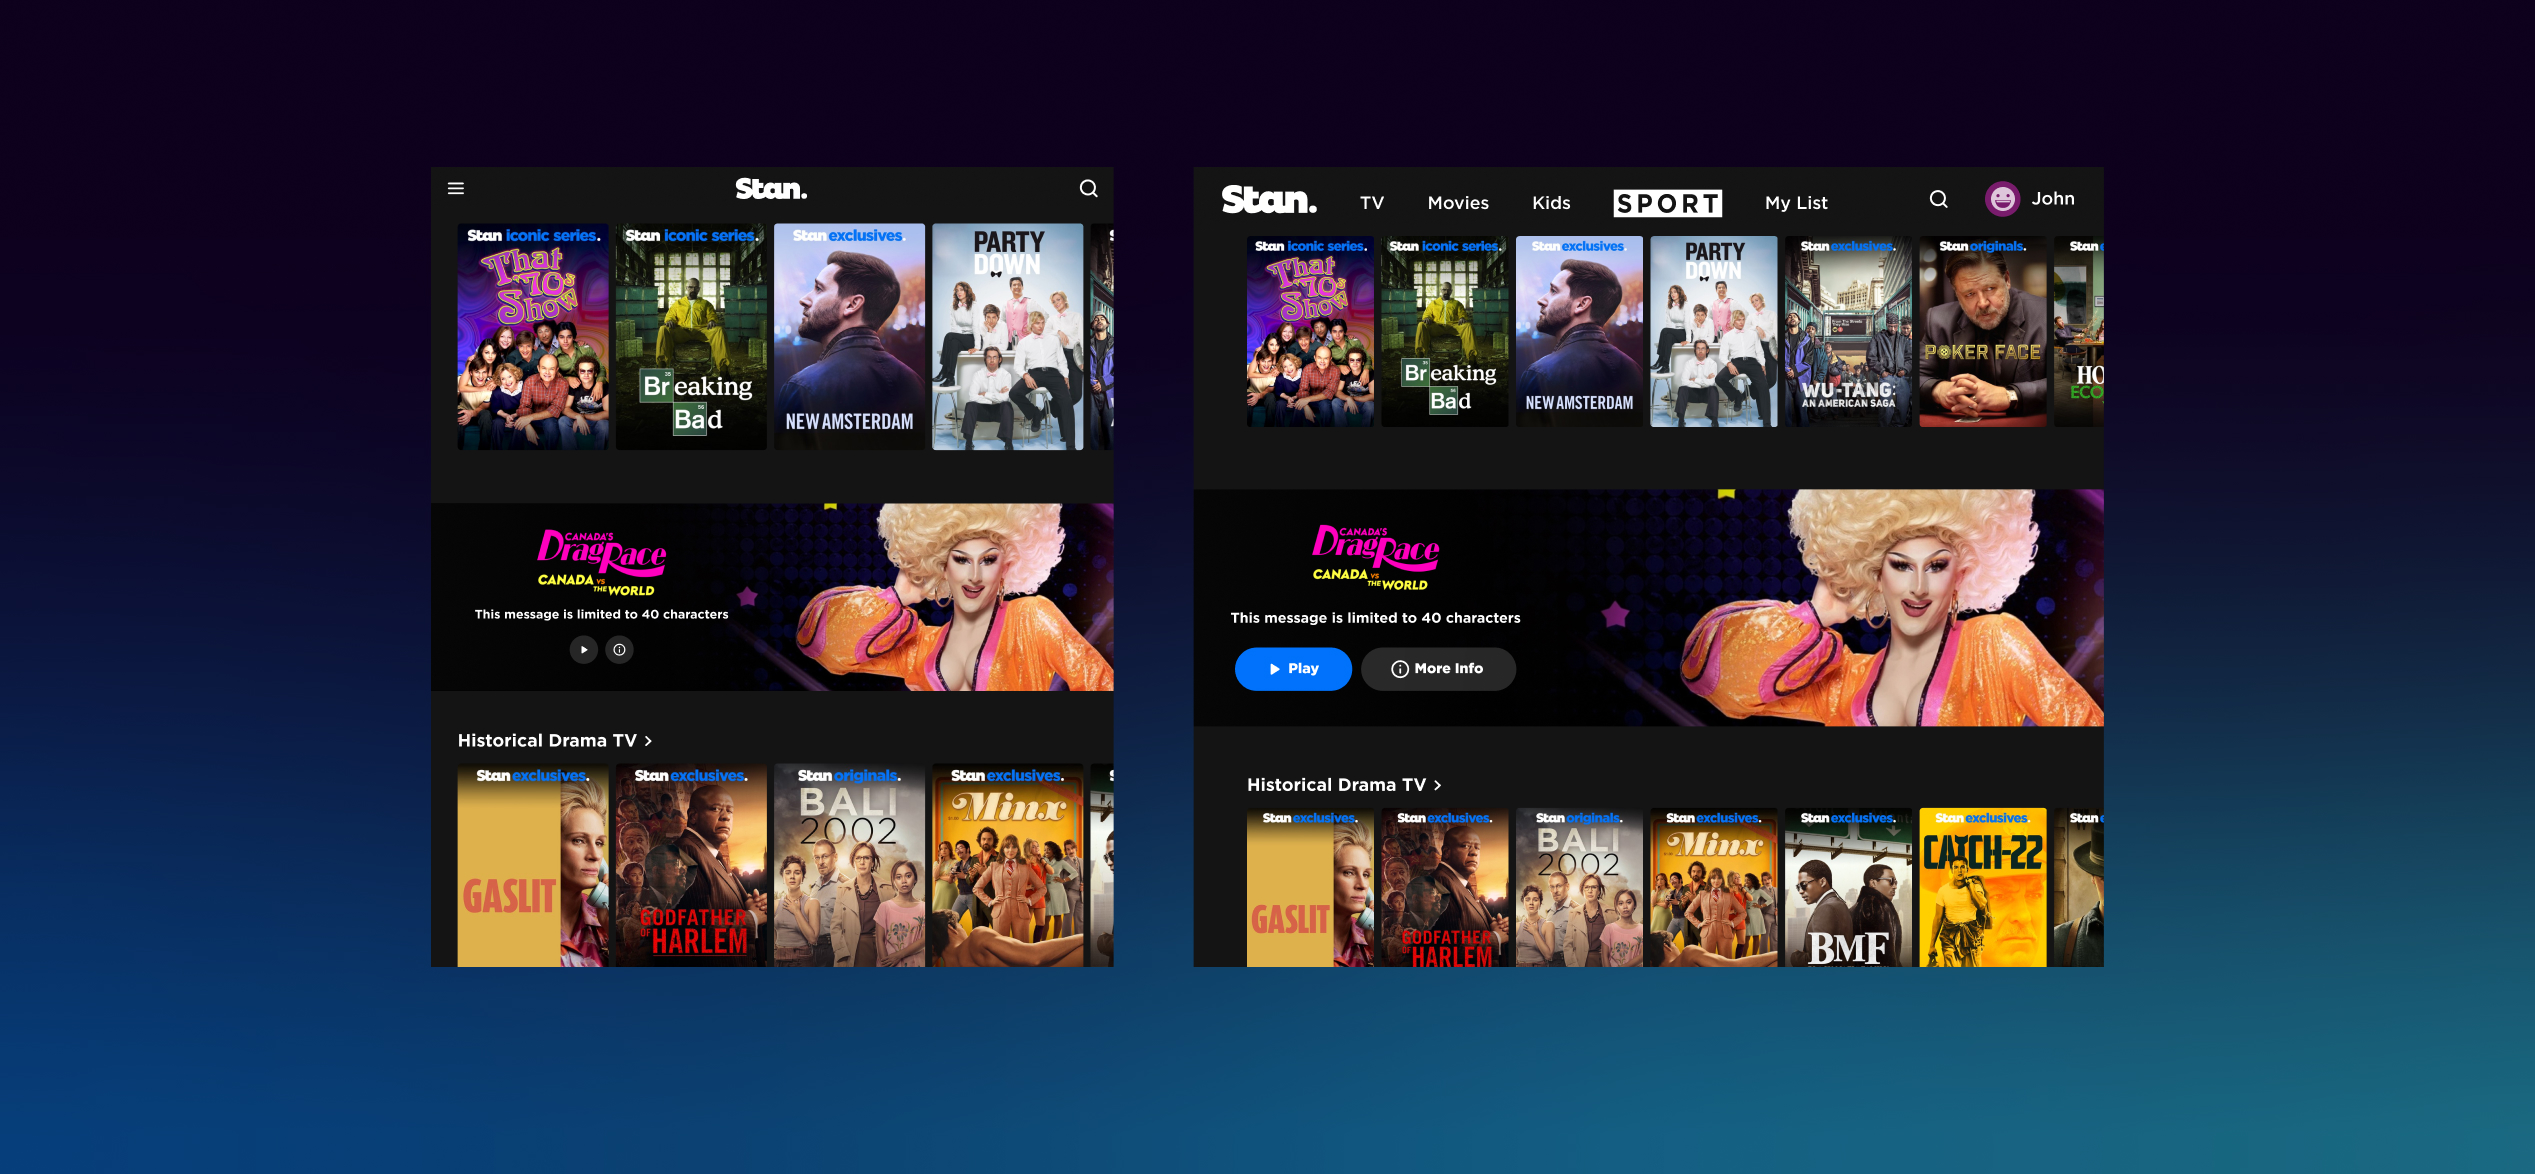 Stan.
Stan iconic series.
That '70s Show
Stan iconic series.
35
Breaking
56
Bad
Stan exclusives.
NEW AMSTERDAM
PARTY
DOWN
CANADA'S
Drag Race
CANADA VS
THE WORLD
This message is limited to 40 characters
Historical Drama TV
Stan exclusives.
GASLIT
Stan exclusives.
GODFATHER
OF HARLEM
Stan originals.
BALI
2002
Stan exclusives.
Minx
Stan. TV Movies Kids SPORT My List John
Stan iconic series.
That '70s Show
Stan iconic series.
35
Breaking
56
Bad
Stan exclusives.
NEW AMSTERDAM
PARTY
DOWN
Stan exclusives.
WU-TANG:
AN AMERICAN SAGA
Stan originals.
POKER FACE
Stan e
HO
ECO
CANADA'S
Drag Race
CANADA VS
THE WORLD
This message is limited to 40 characters
Play More Info
Historical Drama TV
Stan exclusives.
GASLIT
Stan exclusives.
GODFATHER
OF HARLEM
Stan originals.
BALI
2002
Stan exclusives.
Minx
Stan exclusives.
BMF
Stan exclusives.
CATCH-22
Stan e